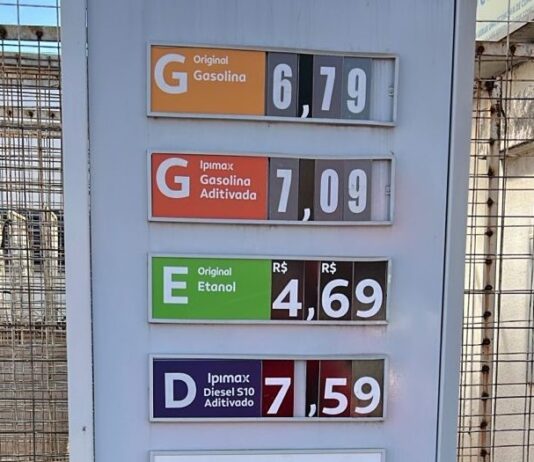 G Original 6,79
Gasolina
G Ipimax 7,09
Gasolina
Aditivada
E Original R$ 4, R$ 69
Etanol
D Ipimax 7,59
Diesel S10
Aditivado